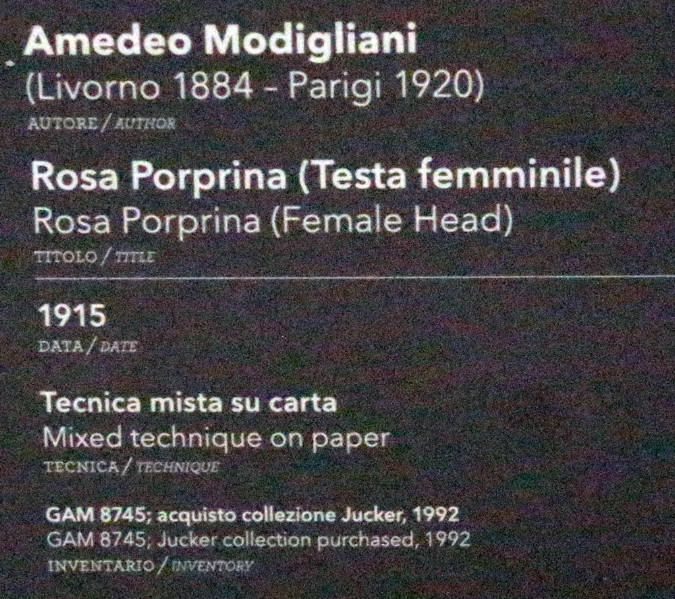 Amedeo Modigliani
(Livorno 1884 – Parigi 1920)
AUTORE / AUTHOR
Rosa Porprina (Testa femminile)
Rosa Porprina (Female Head)
TITOLO / TITLE
1915
DATA / DATE
Tecnica mista su carta
Mixed technique on paper
TECNICA / TECHNIQUE
GAM 8745; acquisto collezione Jucker, 1992
GAM 8745; Jucker collection purchased, 1992
INVENTARIO / INVENTORY